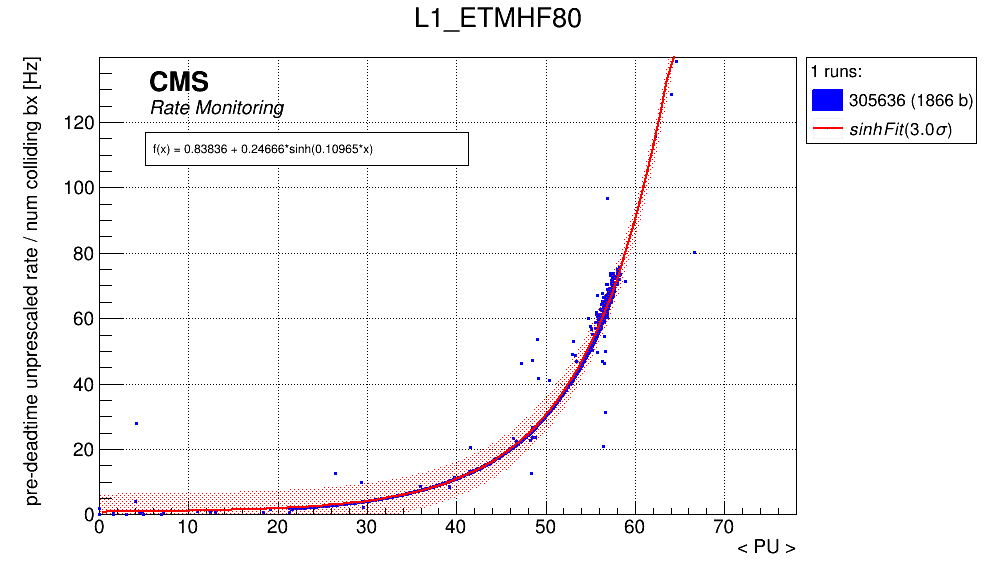 L1_ETMHF80
pre-deadtime unprescaled rate / num colliding bx [Hz]
CMS
Rate Monitoring
f(x) = 0.83836 + 0.24666*sinh(0.10965*x)
1 runs:
305636 (1866 b)
sinhFit(3.0σ)
120
100
80
60
40
20
0
0 10 20 30 40 50 60 70
< PU >